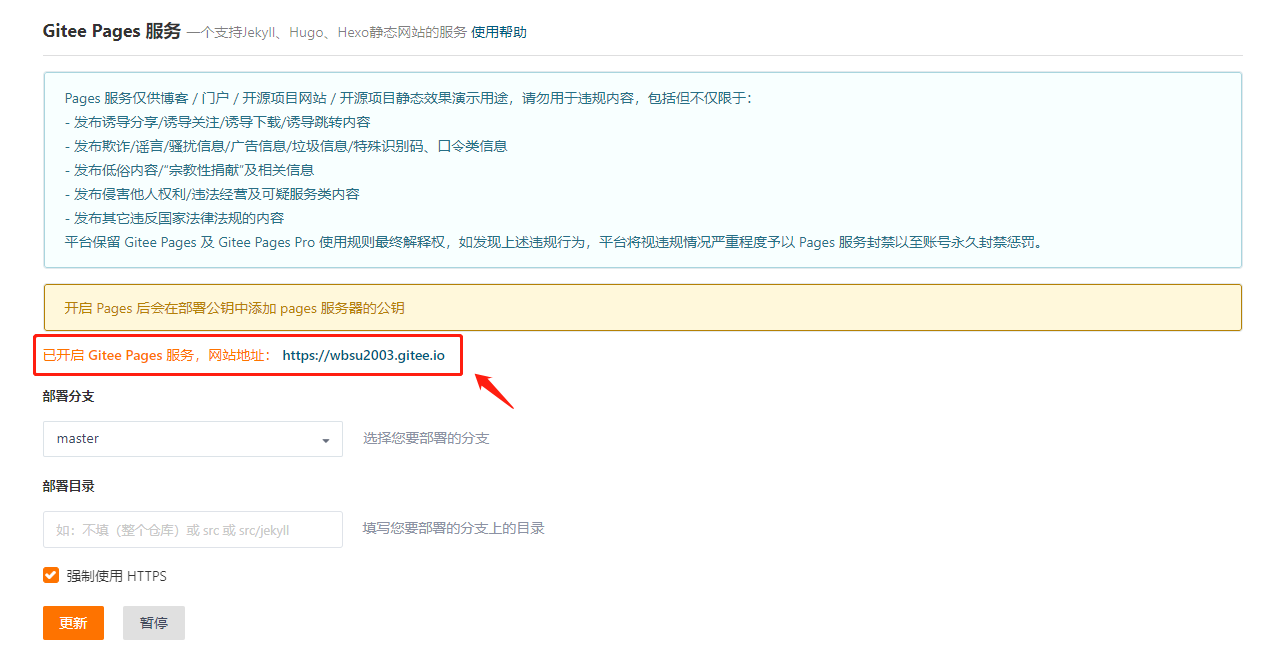 Gitee Pages 服务 一个支持Jekyll、Hugo、Hexo静态网站的服务 使用帮助
Pages 服务仅供博客 / 门户 / 开源项目网站 / 开源项目静态效果演示用途，请勿用于违规内容，包括但不仅限于：
- 发布诱导分享/诱导关注/诱导下载/诱导跳转内容
- 发布欺诈/谣言/骚扰信息/广告信息/垃圾信息/特殊识别码、口令类信息
- 发布低俗内容/“宗教性捐献”及相关信息
- 发布侵害他人权利/违法经营及可疑服务类内容
- 发布其它违反国家法律法规的内容
平台保留 Gitee Pages 及 Gitee Pages Pro 使用规则最终解释权，如发现上述违规行为，平台将视违规情况严重程度予以 Pages 服务封禁以至账号永久封禁惩罚。
开启 Pages 后会在部署公钥中添加 pages 服务器的公钥
已开启 Gitee Pages 服务，网站地址： https://wbsu2003.gitee.io
部署分支
master 选择您要部署的分支
部署目录
如：不填（整个仓库）或 src 或 src/jekyll 填写您要部署的分支上的目录
强制使用 HTTPS
更新 暂停